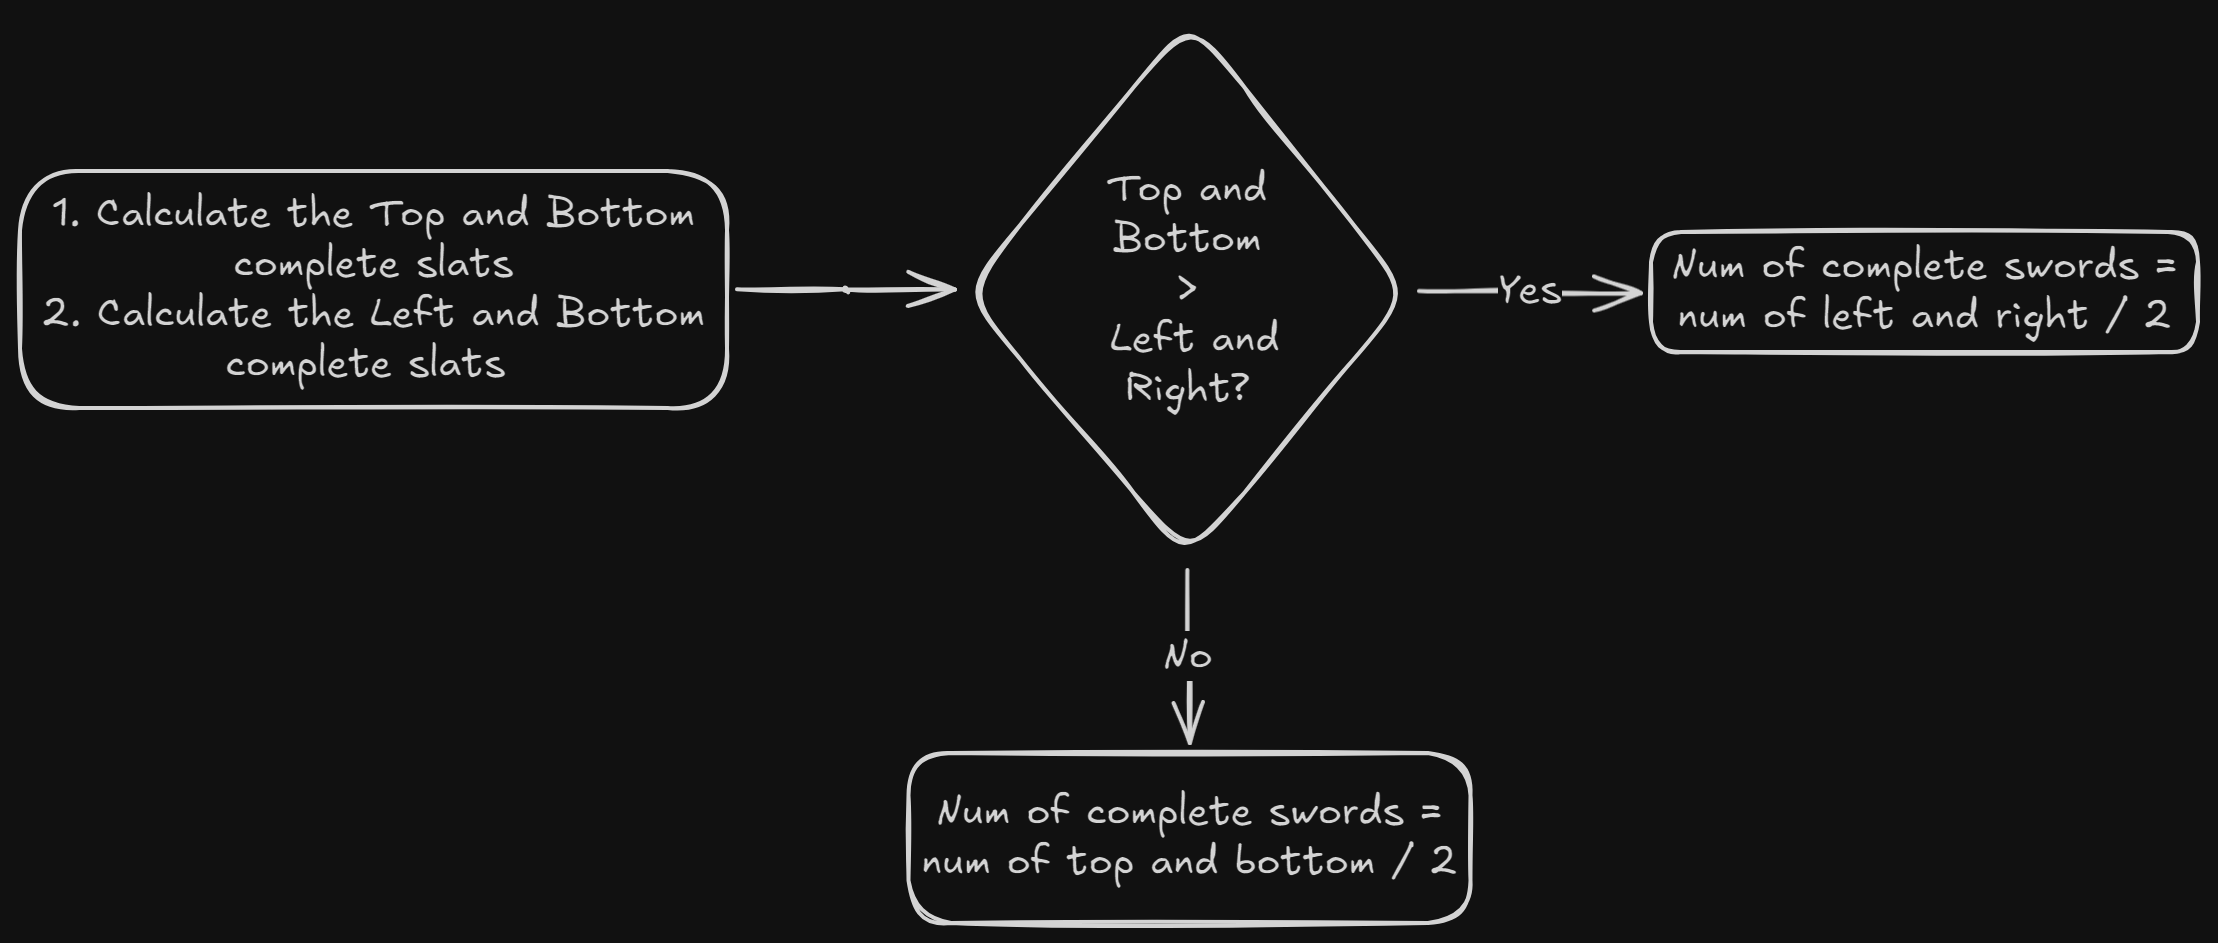 1. Calculate the Top and Bottom
complete slats
2. Calculate the Left and Bottom
complete slats
Top and
Bottom
>
Left and
Right?
Yes
Num of complete swords =
num of left and right / 2
No
Num of complete swords =
num of top and bottom / 2